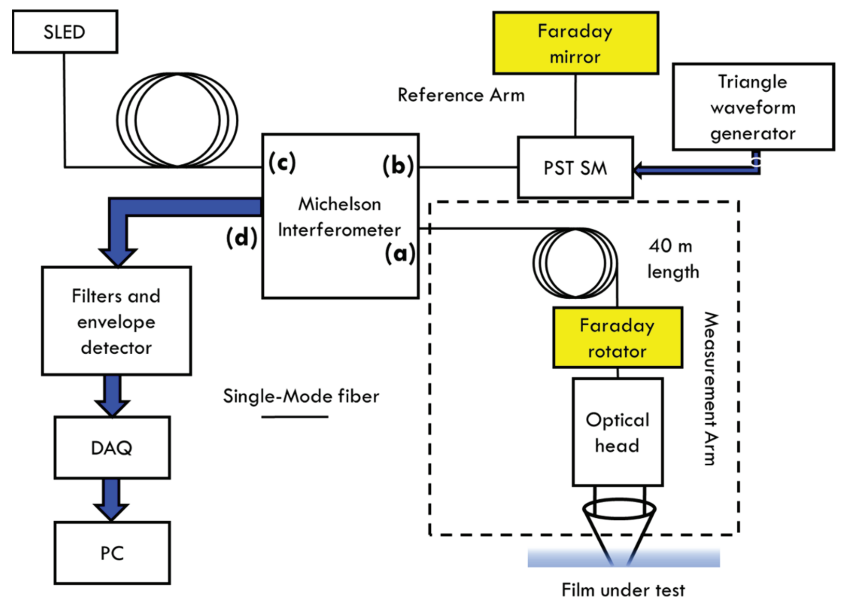 SLED
Faraday
mirror
Reference Arm
Triangle
waveform
generator
(c)
(b)
PST SM
Michelson
Interferometer
(d)
(a)
40 m
length
Filters and
envelope
detector
Faraday
rotator
Measurement Arm
Single-Mode fiber
Optical
head
DAQ
PC
Film under test